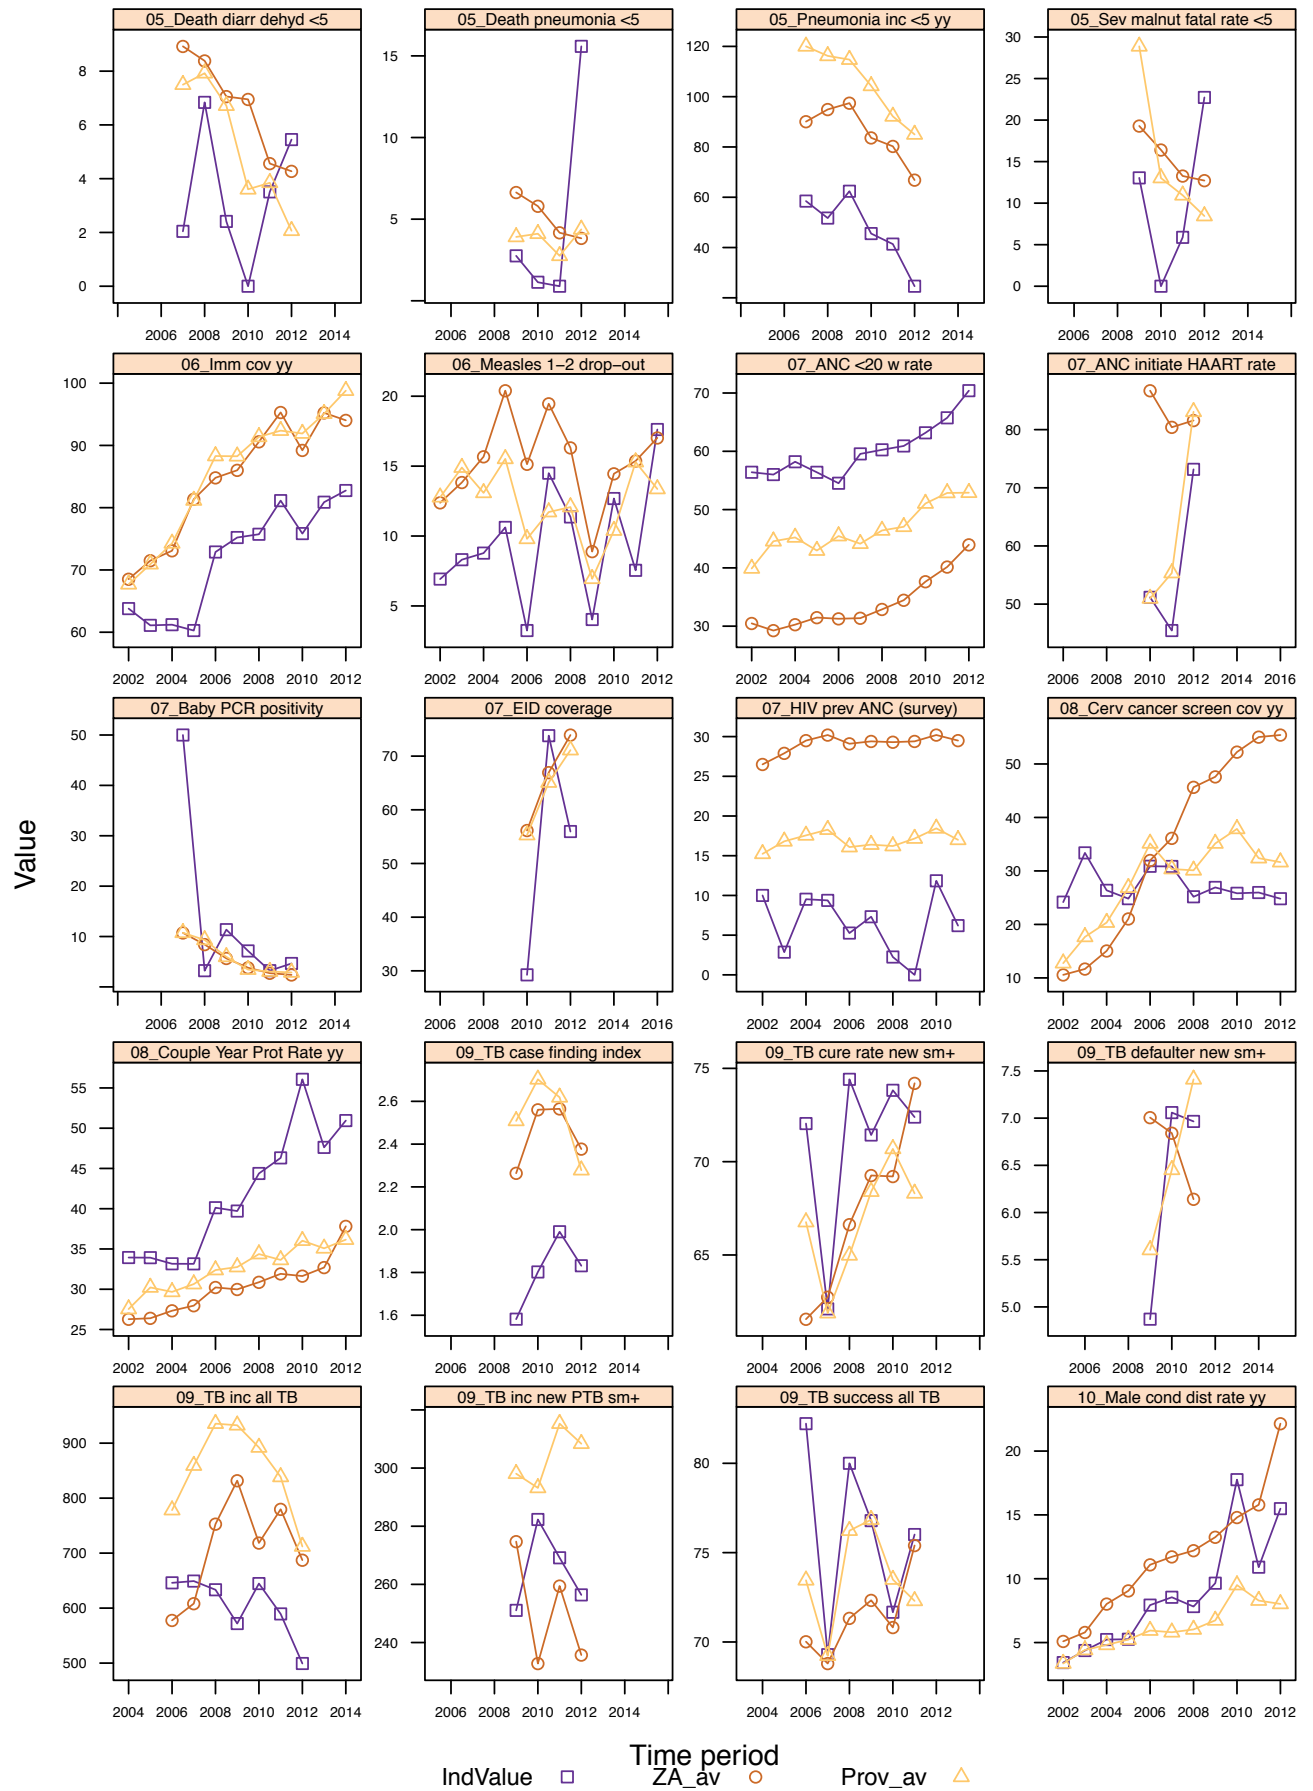 05_Death diarr dehyd <5 05_Death pneumonia <5 05_Pneumonia inc <5 yy 05_Sev malnut fatal rate <5
8 15 120 30
25
6 100
10 20
4 80 15
5 60 10
2
40 5
0 0
2006 2008 2010 2012 2014 2006 2008 2010 2012 2014 2006 2008 2010 2012 2014 2006 2008 2010 2012 2014
06_Imm cov yy 06_Measles 1−2 drop−out 07_ANC <20 w rate 07_ANC initiate HAART rate
100 20 70
80
90 60
15 70
80 50
10 60
70 40
5 50
60 30
2002 2004 2006 2008 2010 2012 2002 2004 2006 2008 2010 2012 2002 2004 2006 2008 2010 2012 2006 2008 2010 2012 2014 2016
07_Baby PCR positivity 07_EID coverage 07_HIV prev ANC (survey) 08_Cerv cancer screen cov yy
50 70 30 50
40 60 25
20 40
30 50 15 30
20 40 10
5 20
10 30 0 10
2006 2008 2010 2012 2014 2006 2008 2010 2012 2014 2016 2002 2004 2006 2008 2010 2002 2004 2006 2008 2010 2012
Value
08_Couple Year Prot Rate yy 09_TB case finding index 09_TB cure rate new sm+ 09_TB defaulter new sm+
55 2.6 75 7.5
50 2.4 7.0
45 2.2 70 6.5
40 2.0 6.0
35 1.8 65 5.5
30 1.6 5.0
25
2002 2004 2006 2008 2010 2012 2006 2008 2010 2012 2014 2004 2006 2008 2010 2012 2006 2008 2010 2012 2014
09_TB inc all TB 09_TB inc new PTB sm+ 09_TB success all TB 10_Male cond dist rate yy
900 300 80 20
800 280 15
700 75
260 10
600
500 240 70 5
2004 2006 2008 2010 2012 2014 2006 2008 2010 2012 2014 2004 2006 2008 2010 2012 2002 2004 2006 2008 2010 2012
Time period
IndValue ZA_av Prov_av